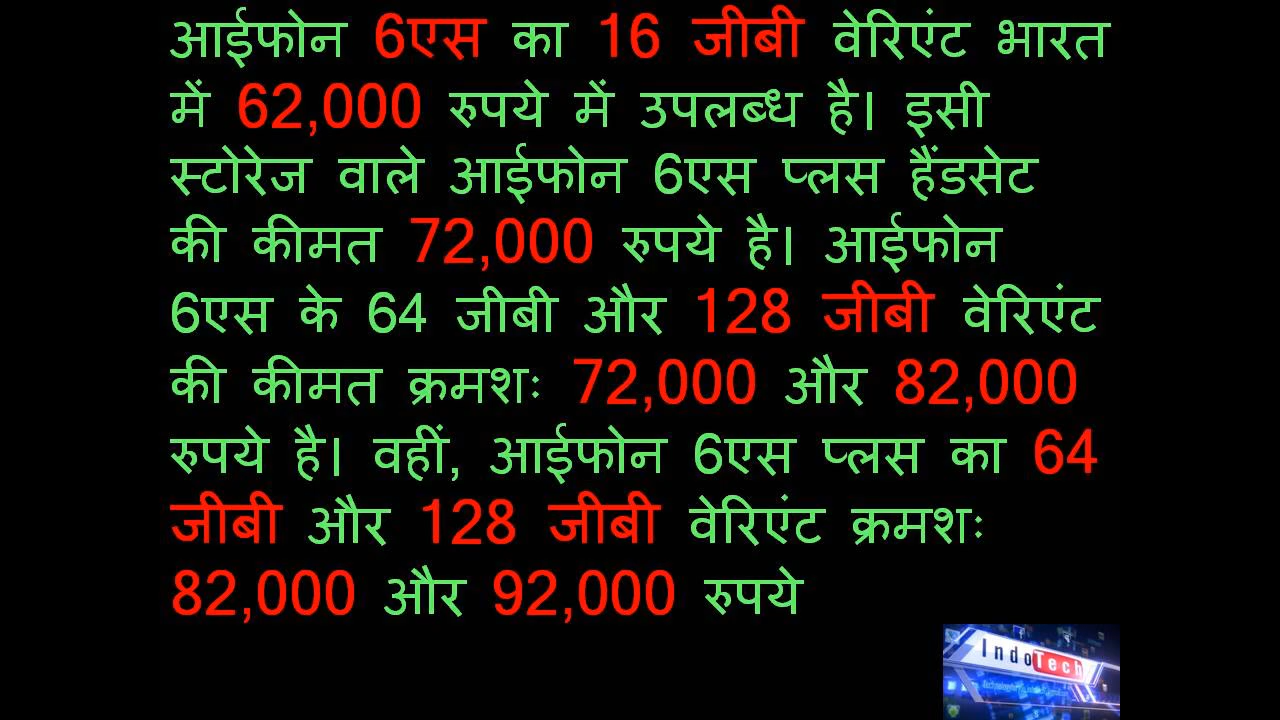 आईफोन 6एस का 16 जीबी वेरिएंट भारत
में 62,000 रुपये में उपलब्ध है। इसी
स्टोरेज वाले आईफोन 6एस प्लस हैंडसेट
की कीमत 72,000 रुपये है। आईफोन
6एस के 64 जीबी और 128 जीबी वेरिएंट
की कीमत क्रमशः 72,000 और 82,000
रुपये है। वहीं, आईफोन 6एस प्लस का 64
जीबी और 128 जीबी वेरिएंट क्रमशः
82,000 और 92,000 रुपये
IndoTech